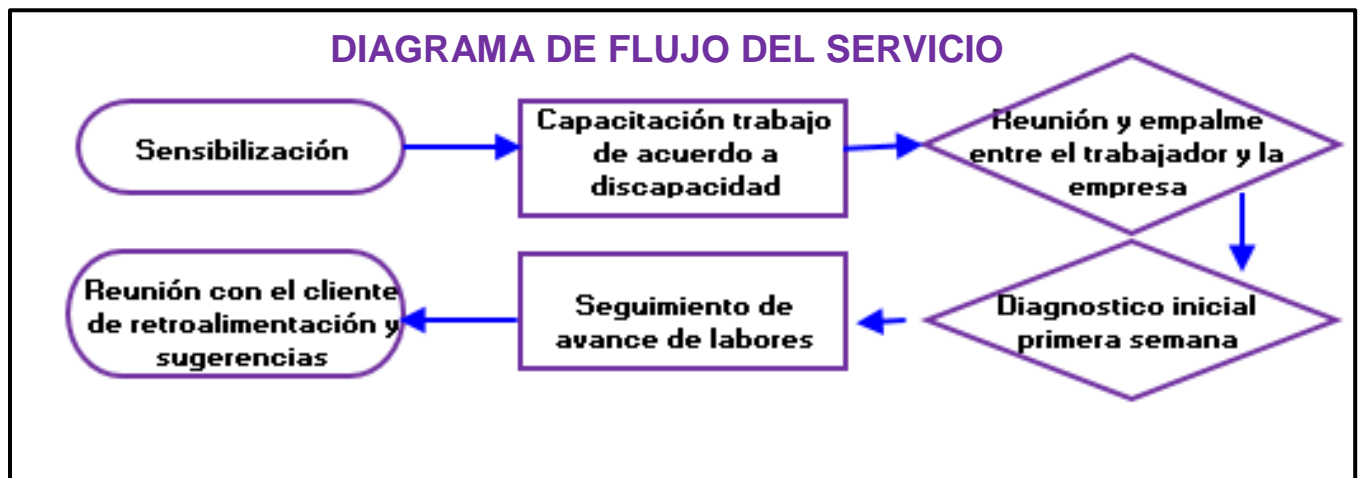 DIAGRAMA DE FLUJO DEL SERVICIO
Sensibilización
Capacitación trabajo
de acuerdo a
discapacidad
Reunión y empalme
entre el trabajador y la
empresa
Diagnostico inicial
primera semana
Seguimiento de
avance de labores
Reunión con el cliente
de retroalimentación y
sugerencias